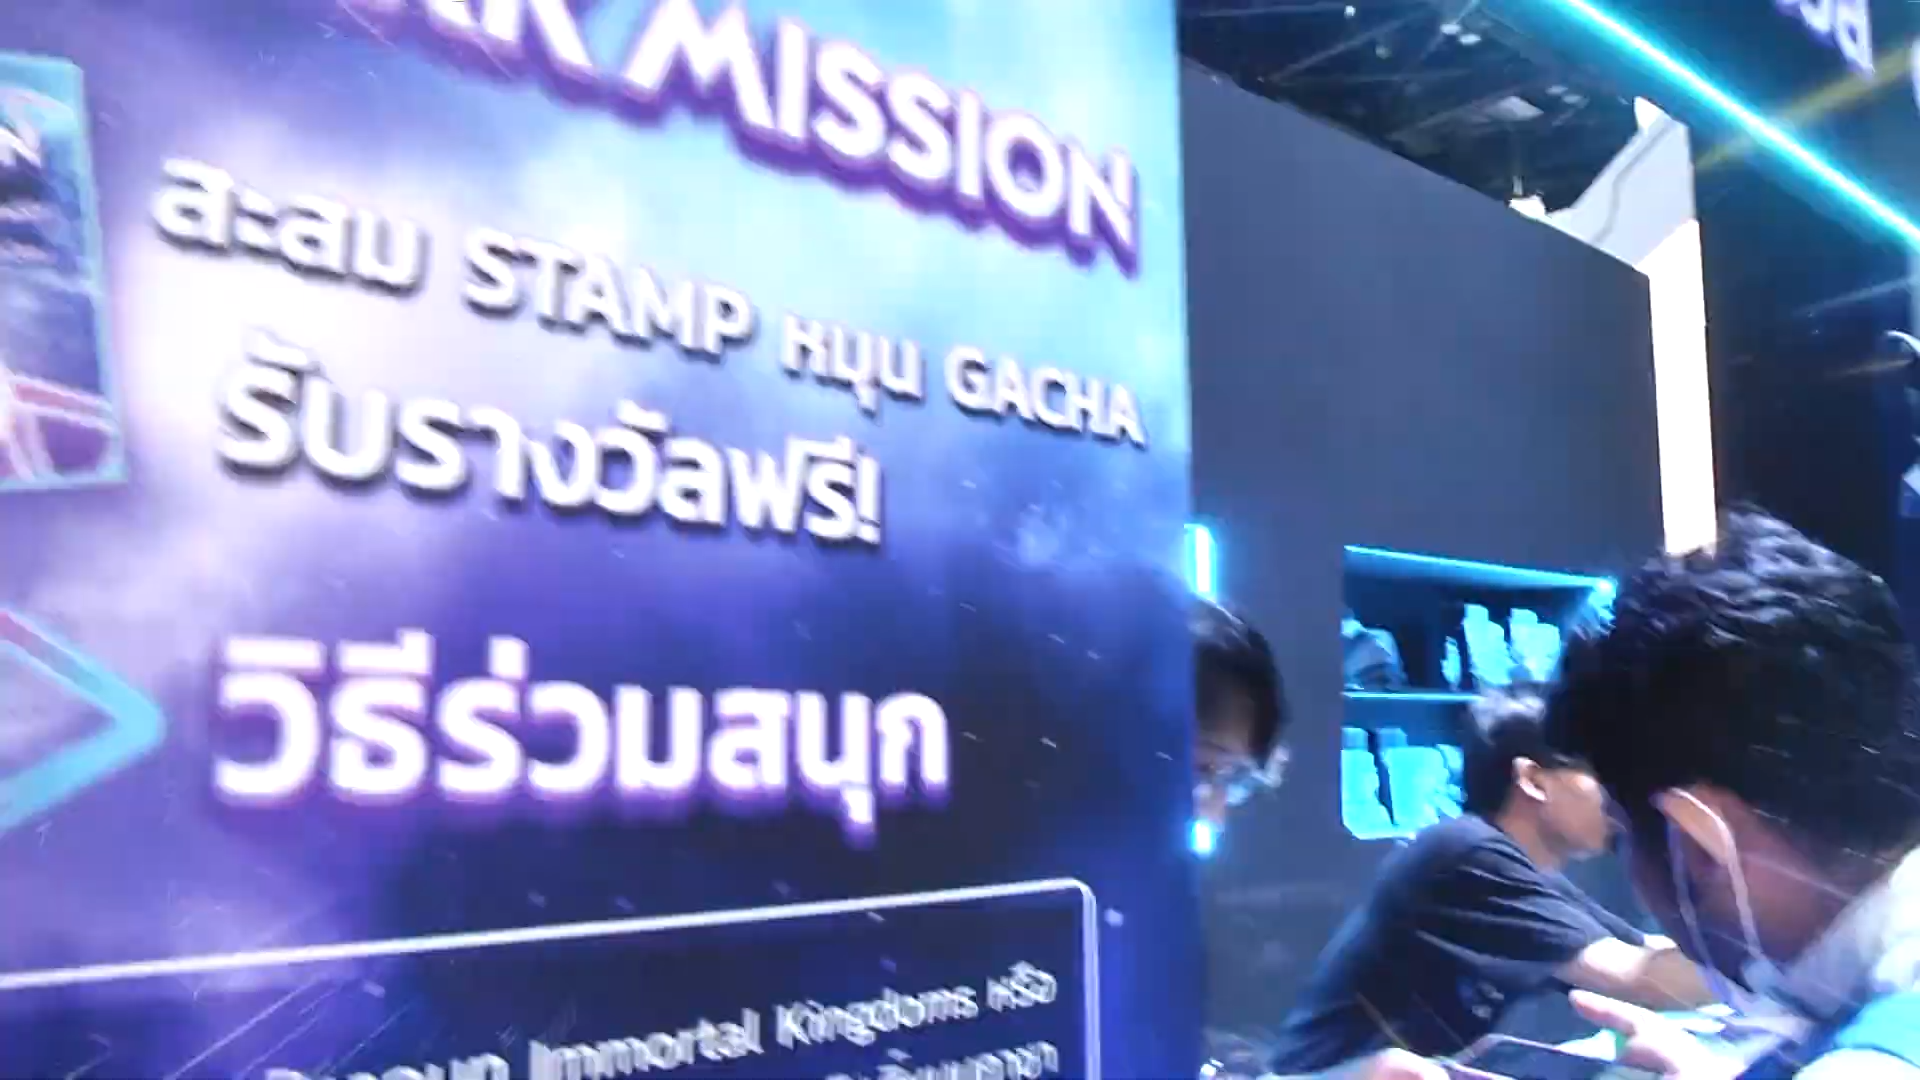 MISSION
สะสม STAMP หมุน GACHA
รับรางวัลฟรี!
วิธีร่วมสนุก
Immortal Kingdoms หรือ